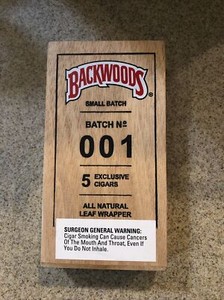 BACKWOODS
SMALL BATCH
BATCH Nº
001
5 EXCLUSIVE
CIGARS
ALL NATURAL
LEAF WRAPPER
SURGEON GENERAL WARNING:
Cigar Smoking Can Cause Cancers
Of The Mouth And Throat, Even If
You Do Not Inhale.